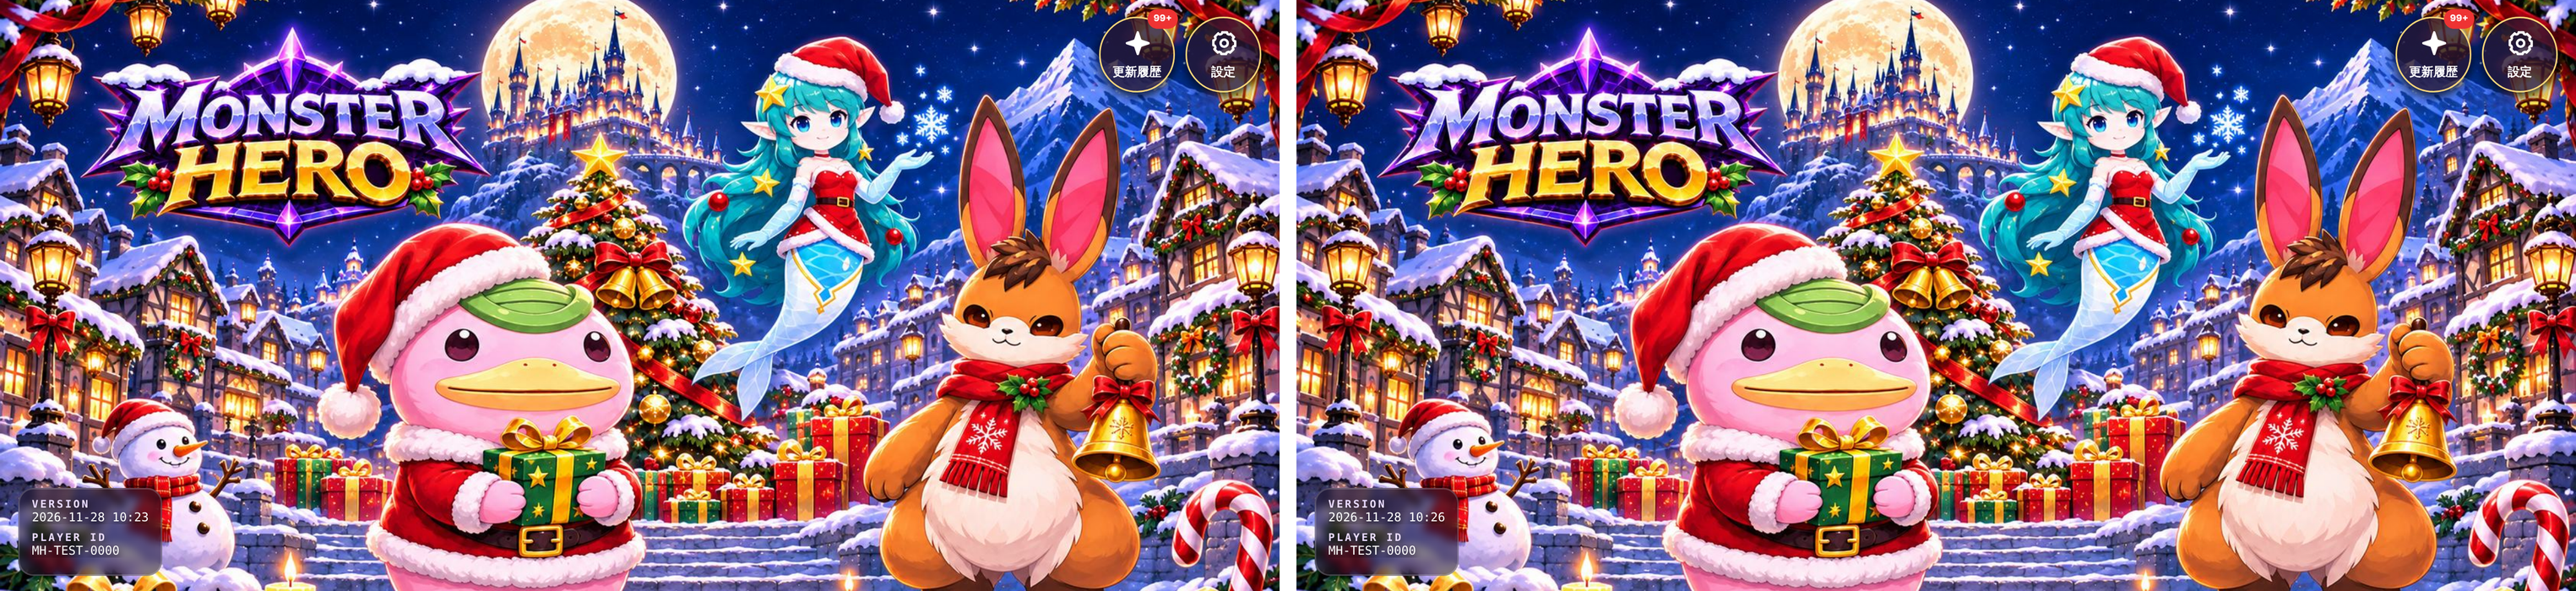 MONSTER
HERO
99+
更新履歴
設定
VERSION
2026-11-28 10:23
PLAYER ID
MH-TEST-0000
MONSTER
HERO
99+
更新履歴
設定
VERSION
2026-11-28 10:26
PLAYER ID
MH-TEST-0000